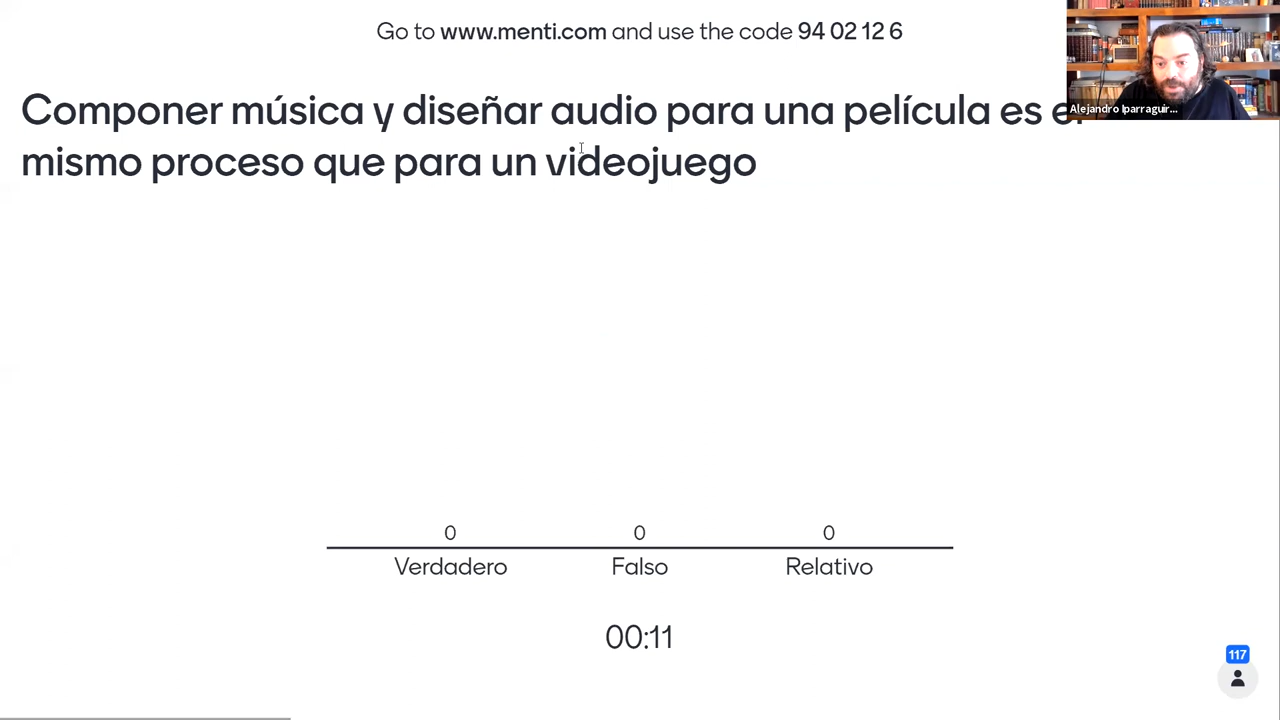 Go to www.menti.com and use the code 94 02 12 6
Componer música y diseñar audio para una película es el
mismo proceso que para un videojuego
Alejandro Iparraguir...
0 0 0
Verdadero Falso Relativo
00:11
117